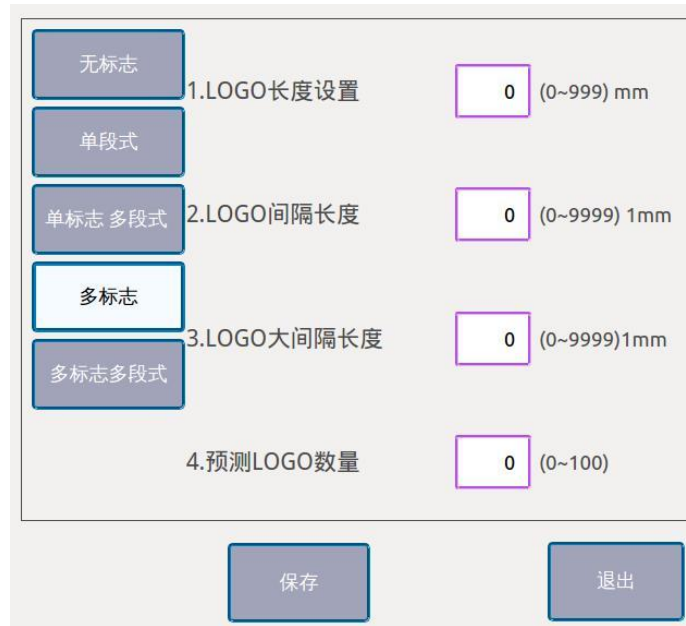 无标志
1.LOGO长度设置 0 (0~999) mm
单段式
单标志 多段式 2.LOGO间隔长度 0 (0~9999) 1mm
多标志
3.LOGO大间隔长度 0 (0~9999)1mm
多标志多段式
4.预测LOGO数量 0 (0~100)
保存 退出